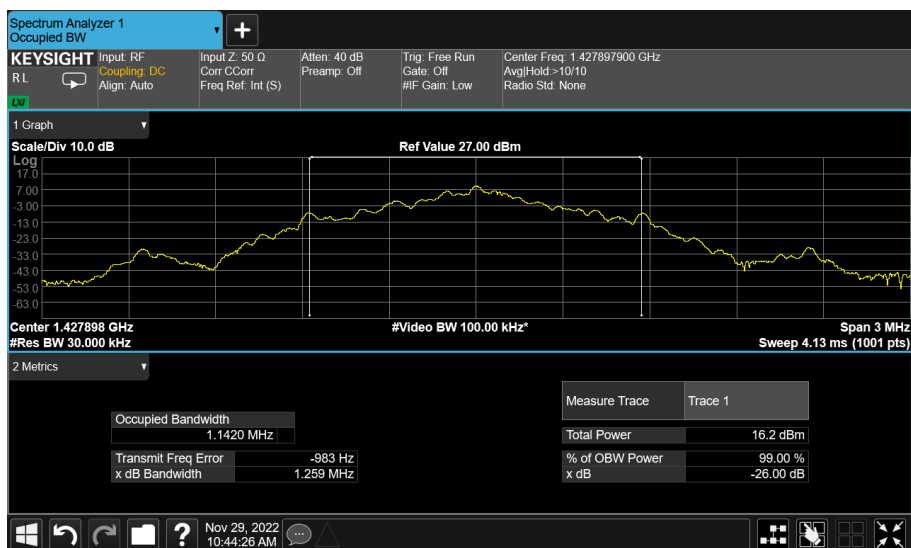 Spectrum Analyzer 1
Occupied BW
KEYSIGHT
R L
LXI
Input: RF
Coupling: DC
Align: Auto
Input Z: 50 Ω
Corr CCorr
Freq Ref: Int (S)
Atten: 40 dB
Preamp: Off
Trig: Free Run
Gate: Off
#IF Gain: Low
Center Freq: 1.427897900 GHz
Avg|Hold:>10/10
Radio Std: None
1 Graph
Scale/Div 10.0 dB
Ref Value 27.00 dBm
Log
17.0
7.00
-3.00
-13.0
-23.0
-33.0
-43.0
-53.0
-63.0
Center 1.427898 GHz
#Video BW 100.00 kHz*
Span 3 MHz
#Res BW 30.000 kHz
Sweep 4.13 ms (1001 pts)
2 Metrics
Measure Trace Trace 1
Occupied Bandwidth
1.1420 MHz
Total Power 16.2 dBm
Transmit Freq Error -983 Hz
% of OBW Power 99.00 %
x dB Bandwidth 1.259 MHz
x dB -26.00 dB
?
Nov 29, 2022
10:44:26 AM